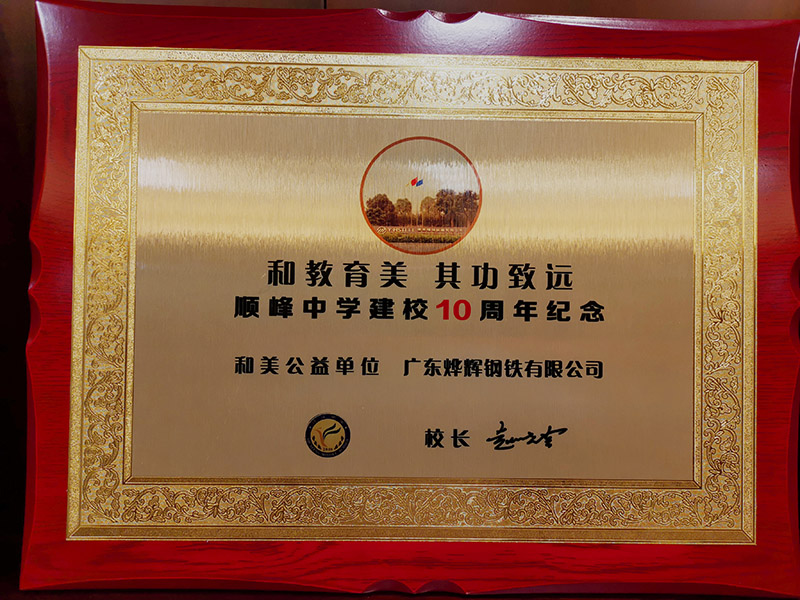 和教育美 其功致远
顺峰中学建校10周年纪念
和美公益单位 广东烨辉钢铁有限公司
校长